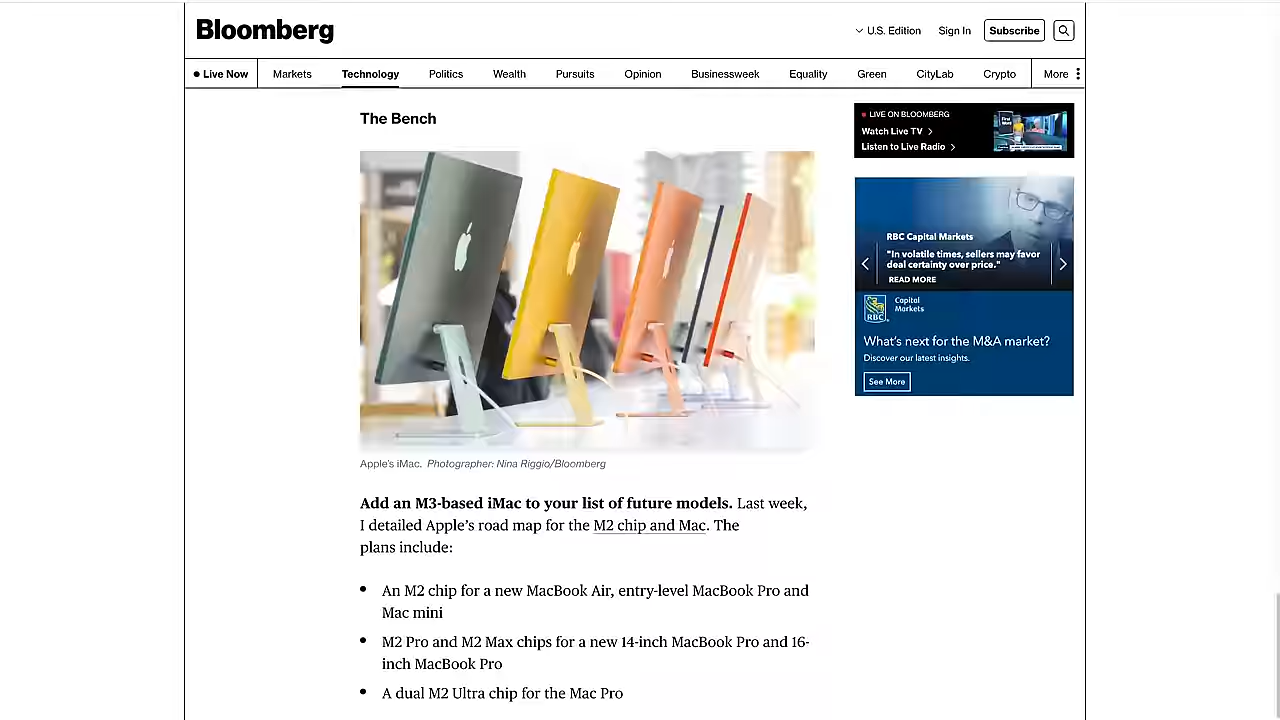 Bloomberg
U.S. Edition
Sign In
Subscribe
Live Now
Markets
Technology
Politics
Wealth
Pursuits
Opinion
Businessweek
Equality
Green
CityLab
Crypto
More
The Bench
Apple's iMac. Photographer: Nina Riggio/Bloomberg
Add an M3-based iMac to your list of future models. Last week,
I detailed Apple's road map for the M2 chip and Mac. The
plans include:
• An M2 chip for a new MacBook Air, entry-level MacBook Pro and
Mac mini
• M2 Pro and M2 Max chips for a new 14-inch MacBook Pro and 16-
inch MacBook Pro
• A dual M2 Ultra chip for the Mac Pro
LIVE ON BLOOMBERG
Watch Live TV
Listen to Live Radio
RBC Capital Markets
"In volatile times, sellers may favor
deal certainty over price."
READ MORE
RBC
Capital
Markets
What's next for the M&A market?
Discover our latest insights.
See More